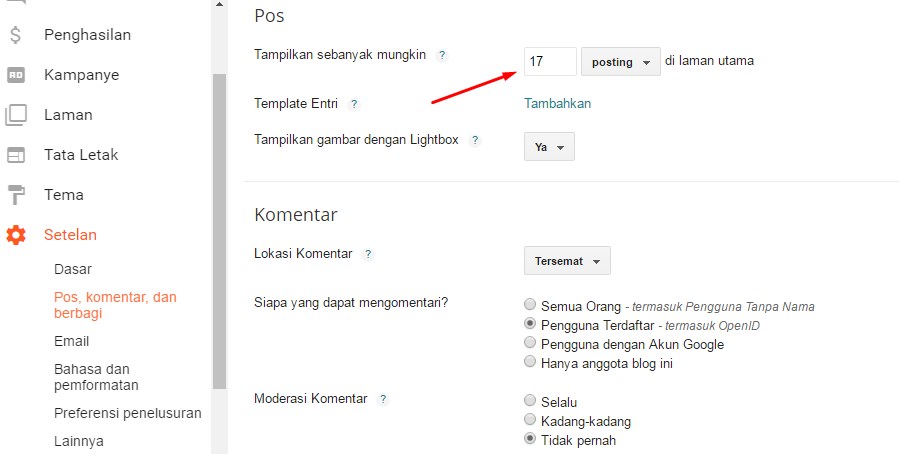 Penghasilan
Kampanye
Laman
Tata Letak
Tema
Setelan
Dasar
Pos, komentar, dan
berbagi
Email
Bahasa dan
pemformatan
Preferensi penelusuran
Lainnya
Pos
Tampilkan sebanyak mungkin ? 17 posting di laman utama
Template Entri ? Tambahkan
Tampilkan gambar dengan Lightbox ? Ya
Komentar
Lokasi Komentar ? Tersemat
Siapa yang dapat mengomentari? Semua Orang - termasuk Pengguna Tanpa Nama
Pengguna Terdaftar - termasuk OpenID
Pengguna dengan Akun Google
Hanya anggota blog ini
Moderasi Komentar ? Selalu
Kadang-kadang
Tidak pernah